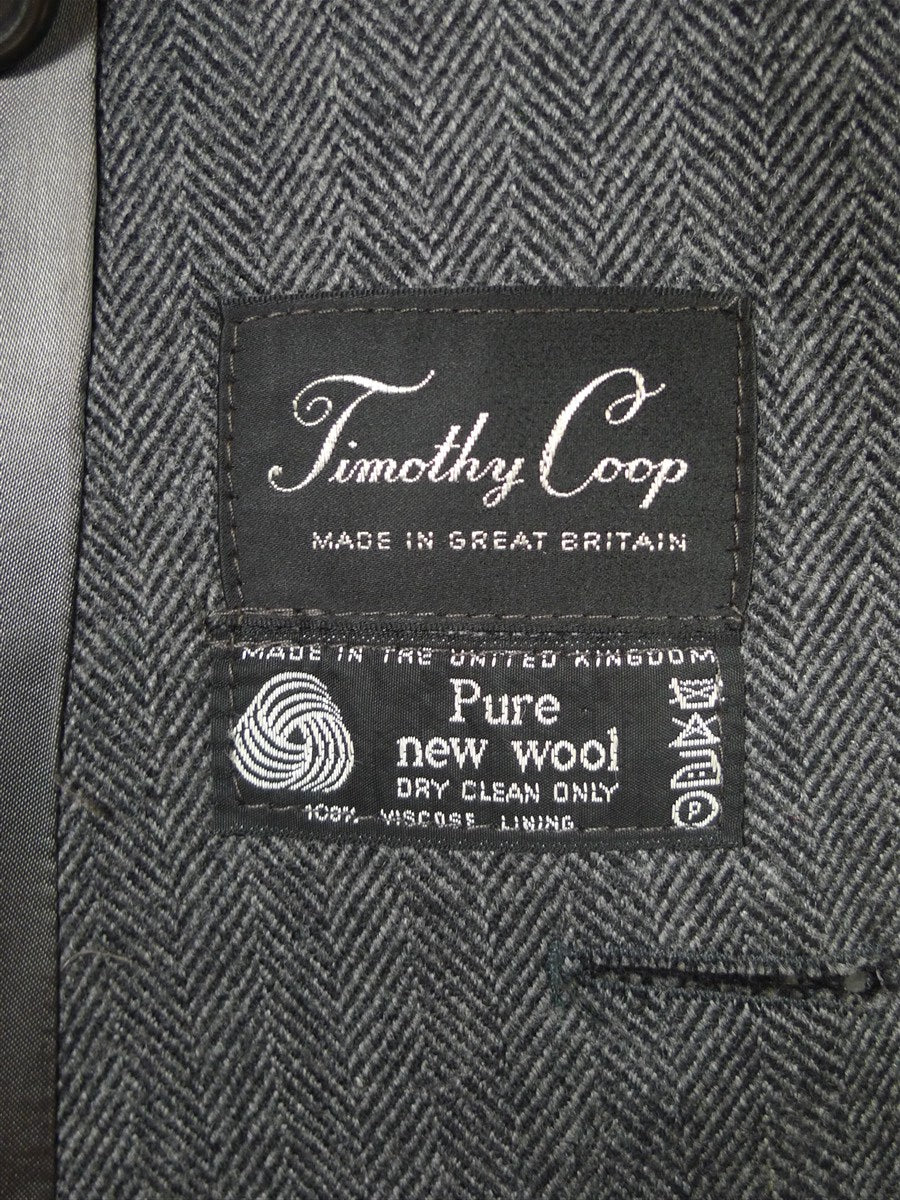 Timothy Coop
MADE IN GREAT BRITAIN
MADE IN THE UNITED KINGDOM
Pure
new wool
DRY CLEAN ONLY
100% VISCOSE LINING
P